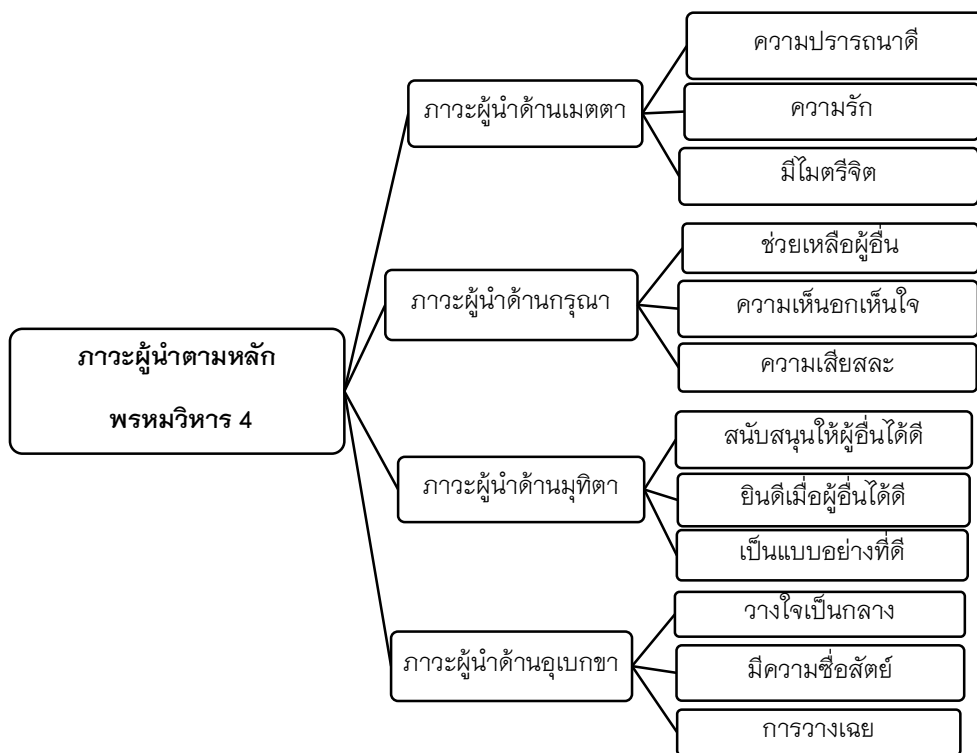 ภาวะผู้นำตามหลัก
พรหมวิหาร 4
ภาวะผู้นำด้านเมตตา
ความปรารถนาดี
ความรัก
มีไมตรีจิต
ภาวะผู้นำด้านกรุณา
ช่วยเหลือผู้อื่น
ความเห็นอกเห็นใจ
ความเสียสละ
ภาวะผู้นำด้านมุทิตา
สนับสนุนให้ผู้อื่นได้ดี
ยินดีเมื่อผู้อื่นได้ดี
เป็นแบบอย่างที่ดี
ภาวะผู้นำด้านอุเบกขา
วางใจเป็นกลาง
มีความซื่อสัตย์
การวางเฉย